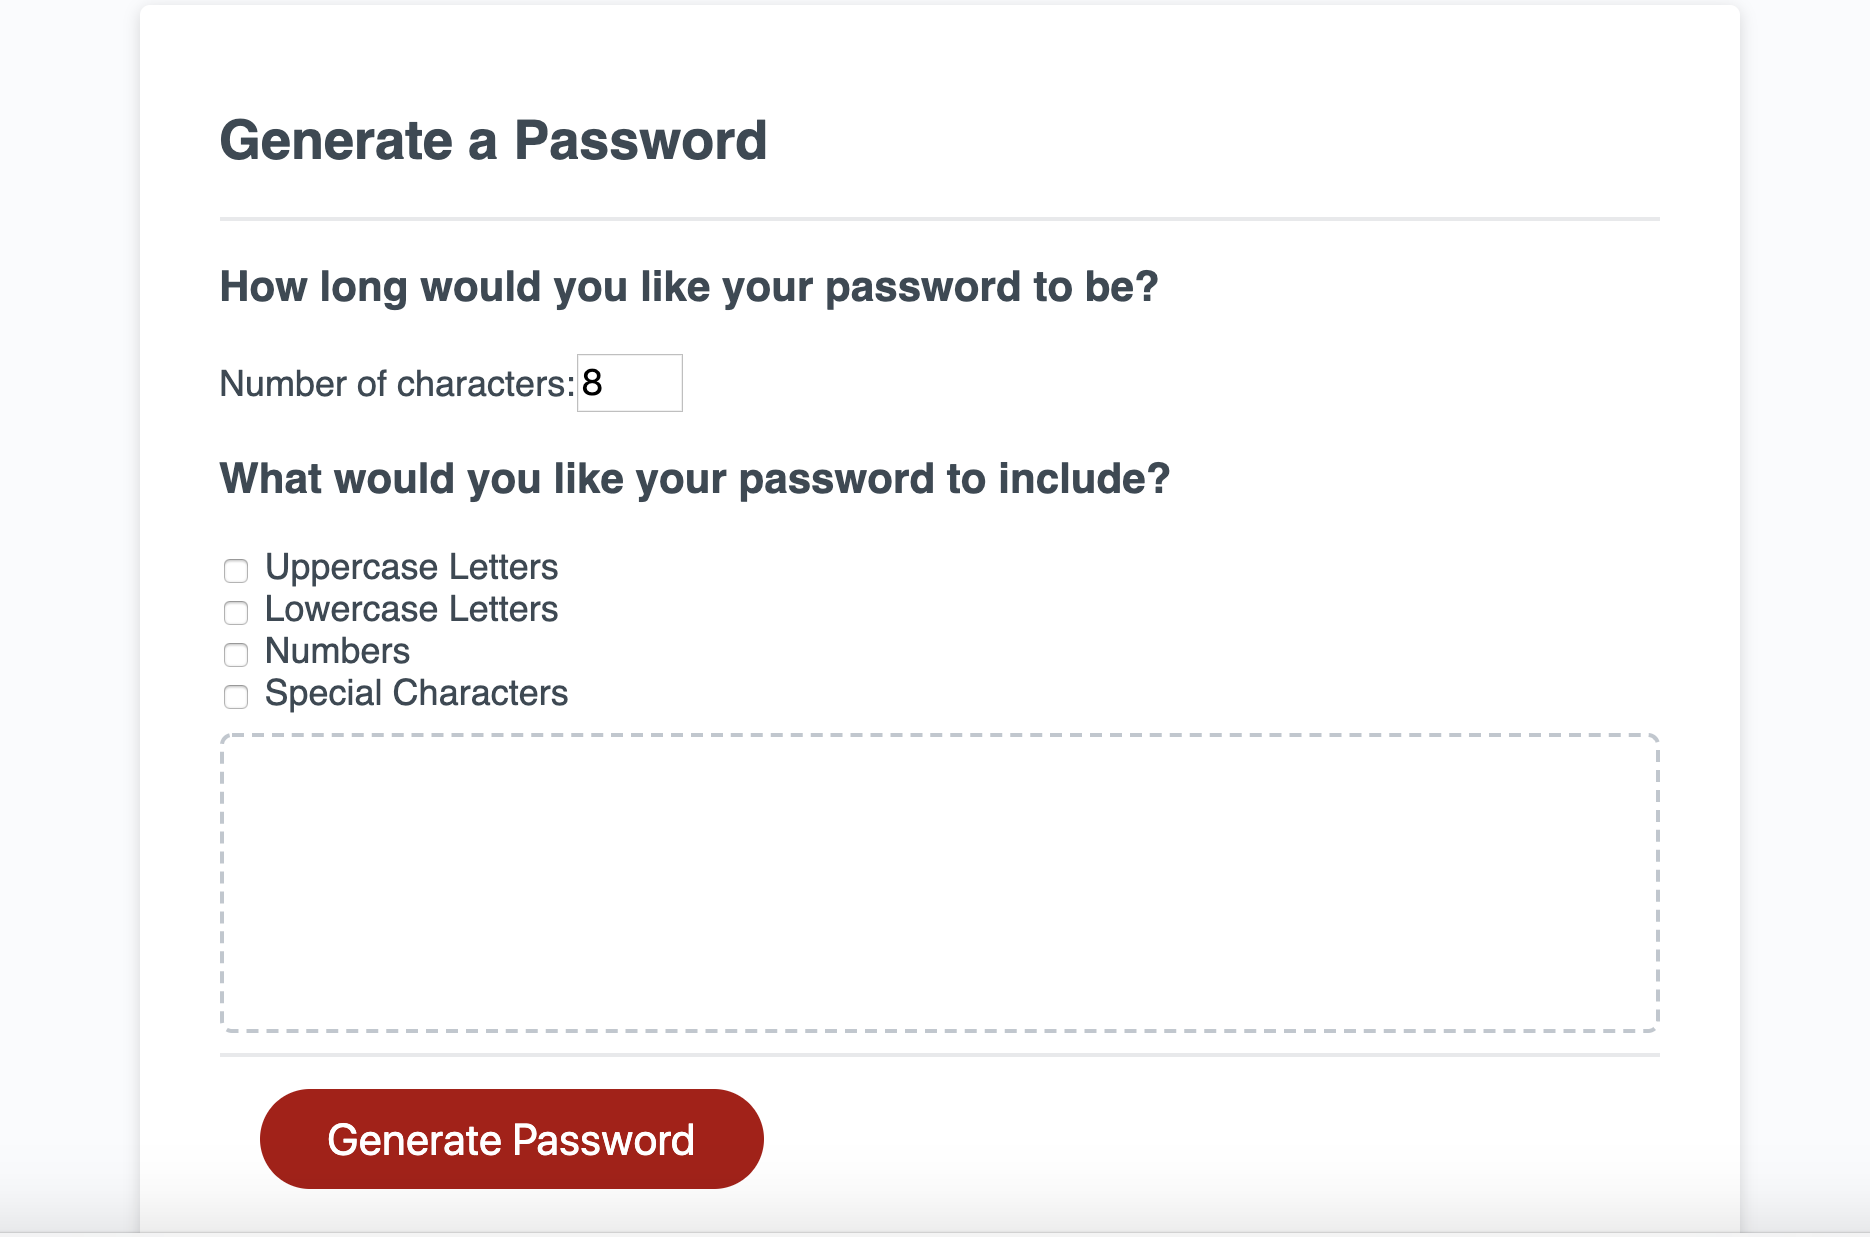 Generate a Password
How long would you like your password to be?
Number of characters: 8
What would you like your password to include?
Uppercase Letters
Lowercase Letters
Numbers
Special Characters
Generate Password